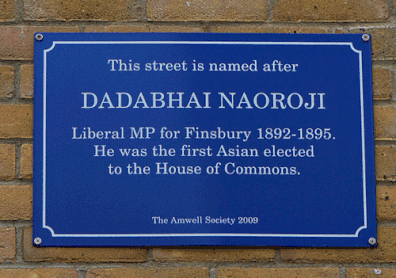 This street is named after
DADABHAI NAOROJI
Liberal MP for Finsbury 1892-1895.
He was the first Asian elected
to the House of Commons.
The Amwell Society 2009